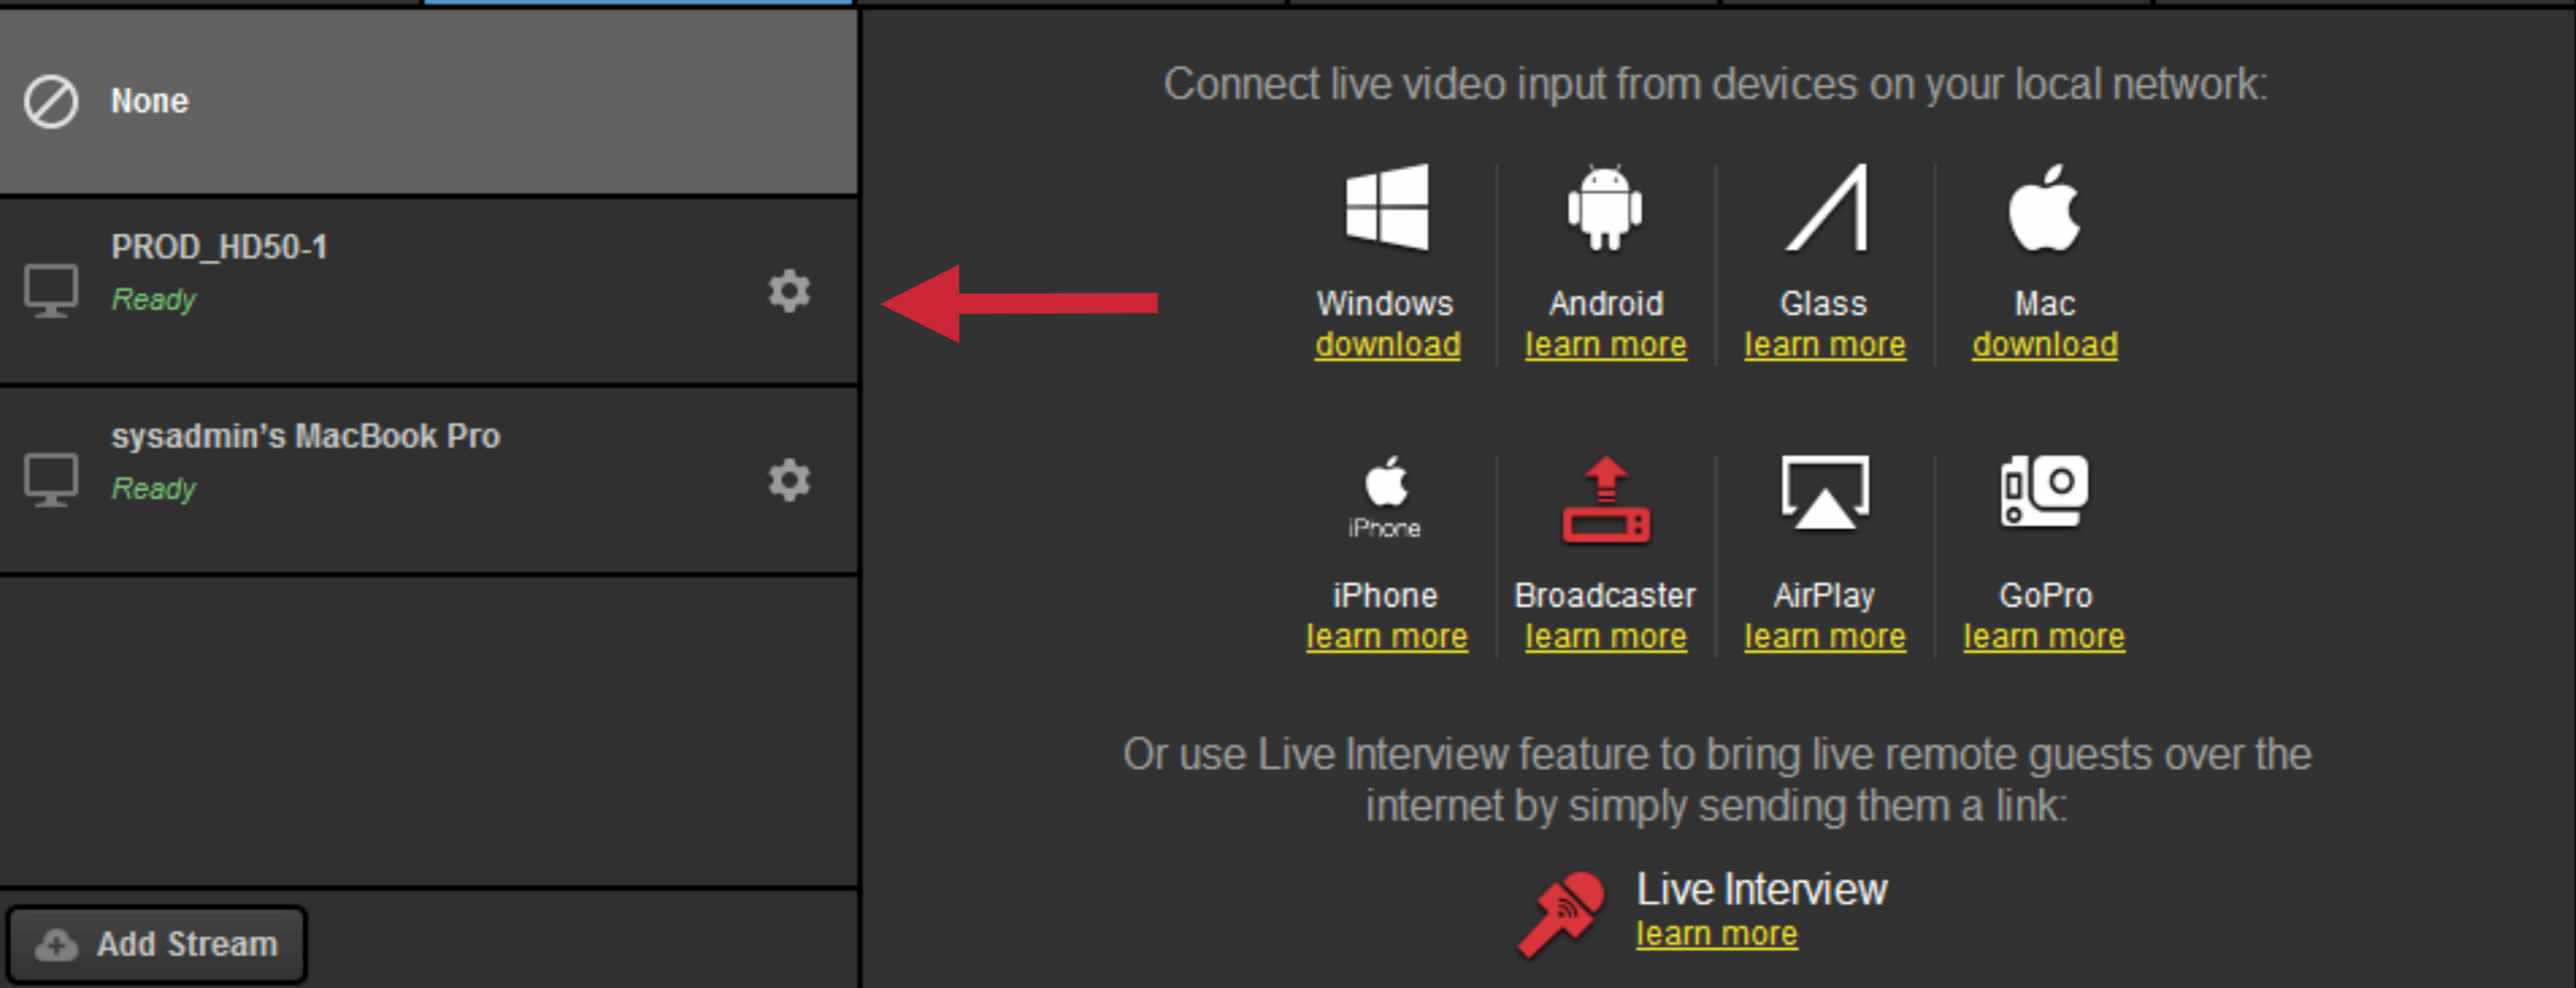 None
PROD_HD50-1
Ready
sysadmin's MacBook Pro
Ready
Add Stream
Connect live video input from devices on your local network:
Windows Android Glass Mac
download learn more learn more download
iPhone
iPhone Broadcaster AirPlay GoPro
learn more learn more learn more learn more
Or use Live Interview feature to bring live remote guests over the
internet by simply sending them a link:
Live Interview
learn more